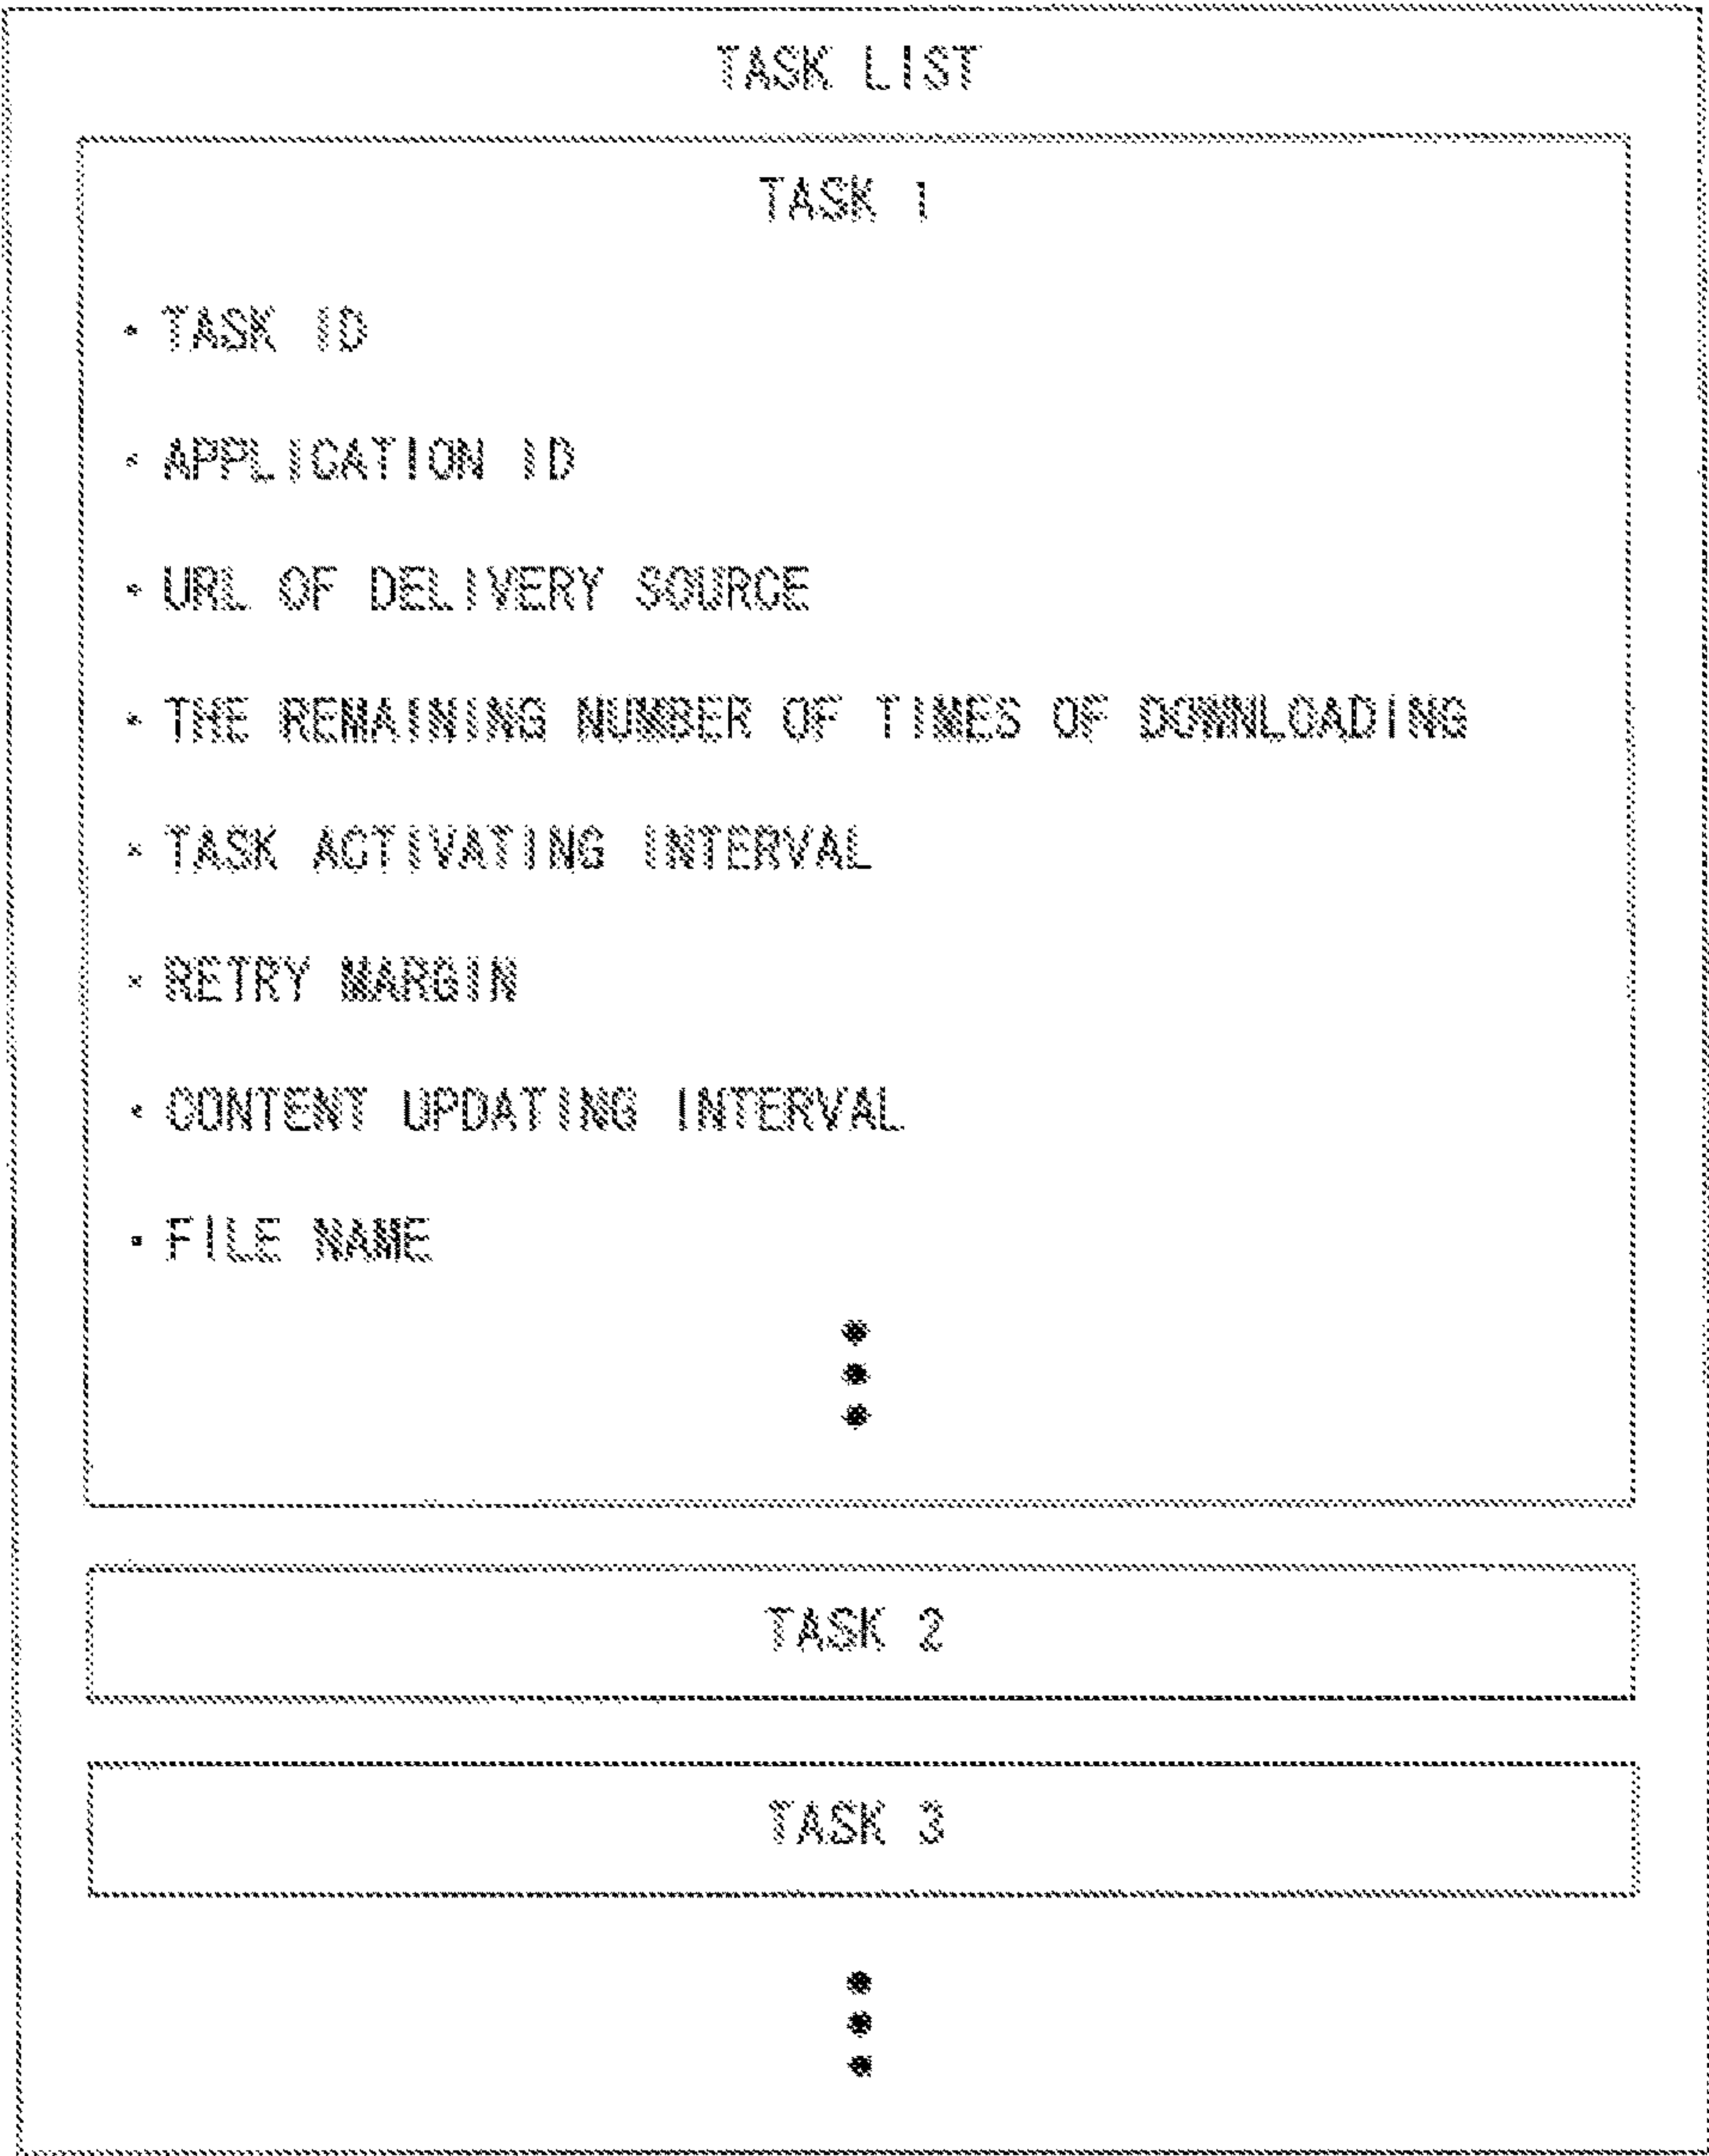 TASK LIST
TASK 1
・TASK ID
・APPLICATION ID
・URL OF DELIVERY SOURCE
・THE REMAINING NUMBER OF TIMES OF DOWNLOADING
・TASK ACTIVATING INTERVAL
・RETRY MARGIN
・CONTENT UPDATING INTERVAL
・FILE NAME
TASK 2
TASK 3